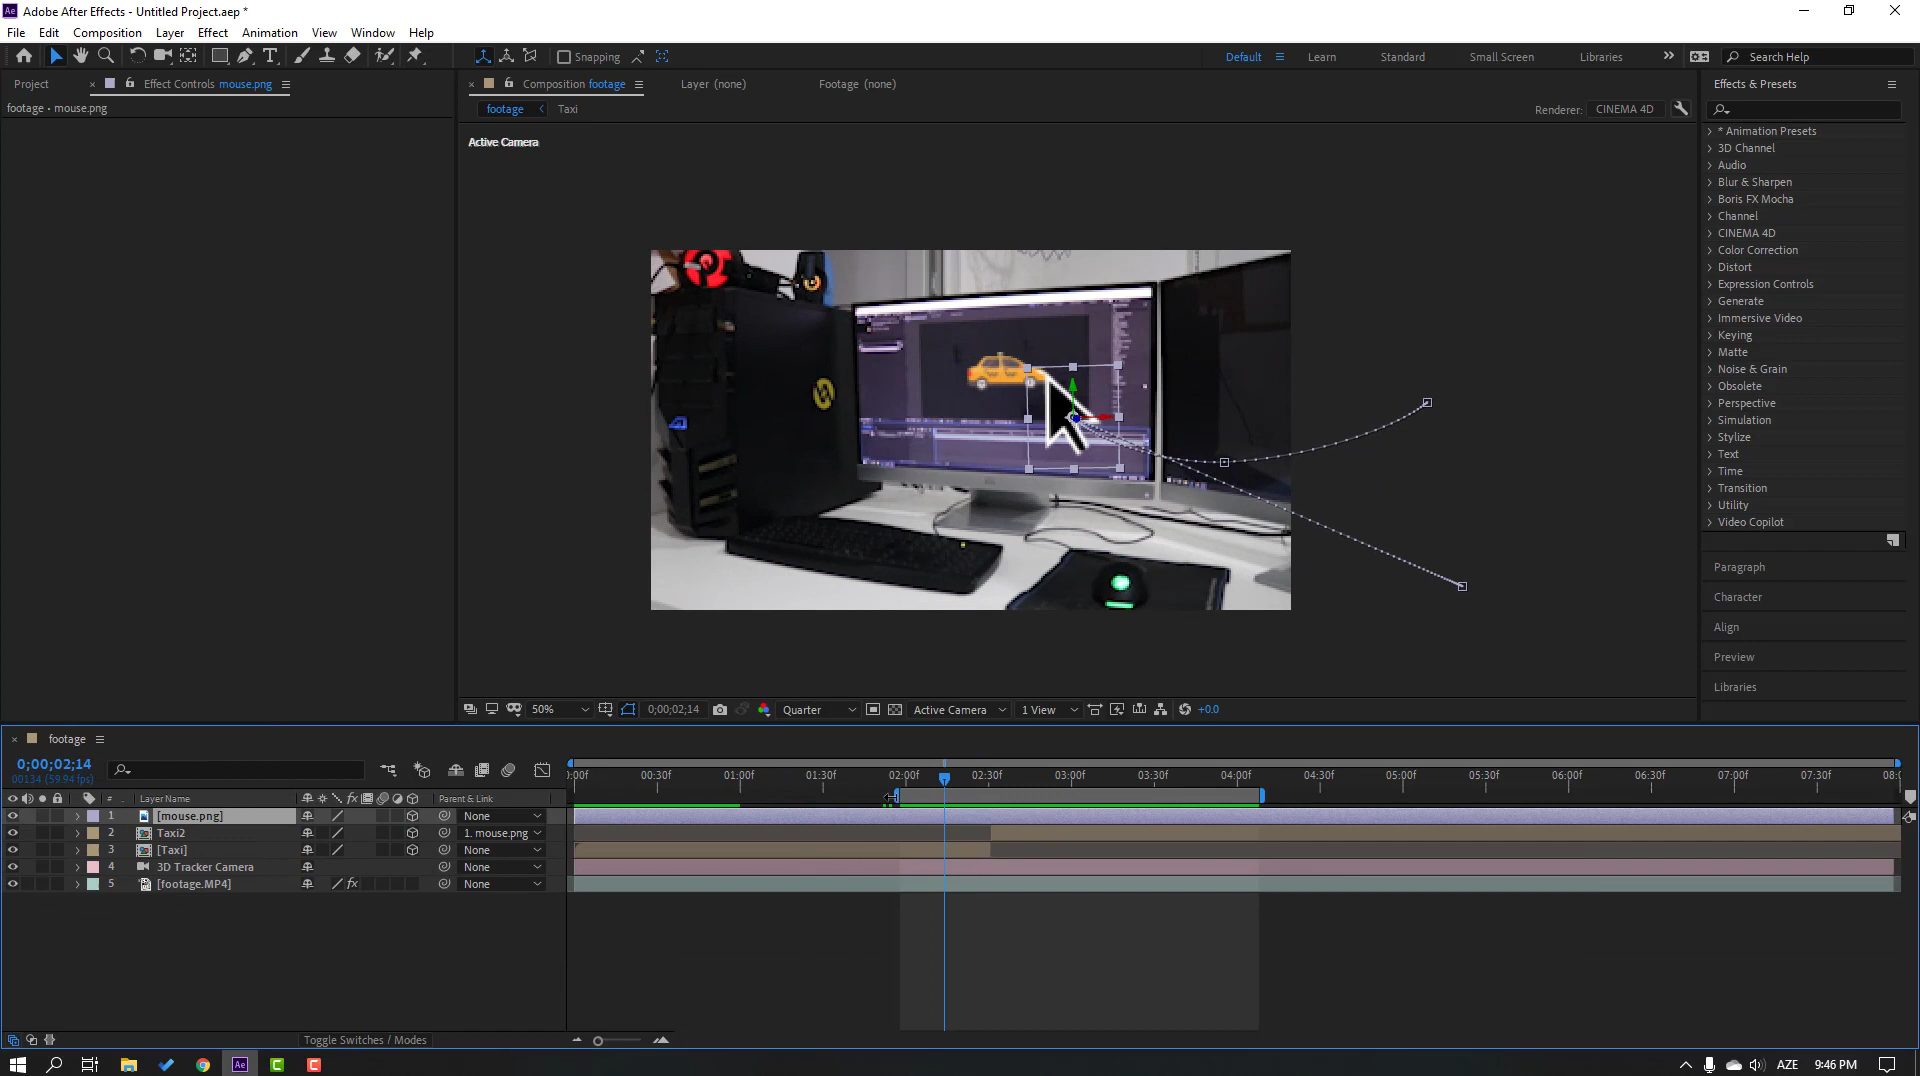 Adobe After Effects - Untitled Project.aep *
File Edit Composition Layer Effect Animation View Window Help
Snapping
Default Learn Standard Small Screen Libraries Search Help
Project Effect Controls mouse.png
Composition footage Layer (none) Footage (none)
Effects & Presets
footage • mouse.png
footage Taxi
Renderer: CINEMA 4D
Active Camera
* Animation Presets
3D Channel
Audio
Blur & Sharpen
Boris FX Mocha
Channel
CINEMA 4D
Color Correction
Distort
Expression Controls
Generate
Immersive Video
Keying
Matte
Noise & Grain
Obsolete
Perspective
Simulation
Stylize
Text
Time
Transition
Utility
Video Copilot
Paragraph
Character
Align
Preview
Libraries
50% 0;00;02;14 Quarter Active Camera 1 View +0.0
footage
0;00;02;14
00134 (59.94 fps)
:00f 00:30f 01:00f 01:30f 02:00f 02:30f 03:00f 03:30f 04:00f 04:30f 05:00f 05:30f 06:00f 06:30f 07:00f 07:30f 08:0
# Layer Name fx Parent & Link
1 [mouse.png] None
2 Taxi2 1. mouse.png
3 [Taxi] None
4 3D Tracker Camera None
5 [footage.MP4] fx None
Toggle Switches / Modes
Ae AZE 9:46 PM